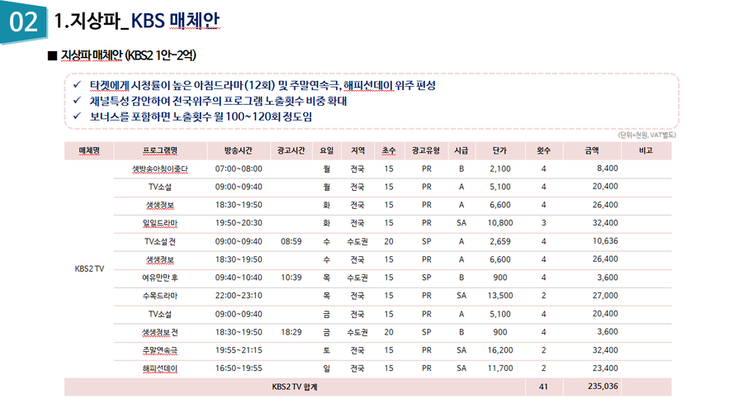 02 1.지상파_KBS 매체안
■ 지상파 매체안 (KBS2 1안-2억)
✓ 타겟에게 시청률이 높은 아침드라마(12회) 및 주말연속극, 해피선데이 위주 편성
✓ 채널특성 감안하여 전국위주의 프로그램 노출횟수 비중 확대
✓ 보너스를 포함하면 노출횟수 월 100~120회 정도임
(단위=천원, VAT별도)
매체명 프로그램명 방송시간 광고시간 요일 지역 초수 광고유형 시급 단가 횟수 금액 비고
생방송아침이좋다 07:00~08:00 월 전국 15 PR B 2,100 4 8,400
TV소설 09:00~09:40 월 전국 15 PR A 5,100 4 20,400
생생정보 18:30~19:50 화 전국 15 PR A 6,600 4 26,400
일일드라마 19:50~20:30 화 전국 15 PR SA 10,800 3 32,400
TV소설 전 09:00~09:40 08:59 수 수도권 20 SP A 2,659 4 10,636
생생정보 18:30~19:50 수 전국 15 PR A 6,600 4 26,400
KBS2 TV
여유만만 후 09:40~10:40 10:39 목 수도권 15 SP B 900 4 3,600
수목드라마 22:00~23:10 목 전국 15 PR SA 13,500 2 27,000
TV소설 09:00~09:40 금 전국 15 PR A 5,100 4 20,400
생생정보 전 18:30~19:50 18:29 금 수도권 20 SP B 900 4 3,600
주말연속극 19:55~21:15 토 전국 15 PR SA 16,200 2 32,400
해피선데이 16:50~19:55 일 전국 15 PR SA 11,700 2 23,400
KBS2 TV 합계 41 235,036